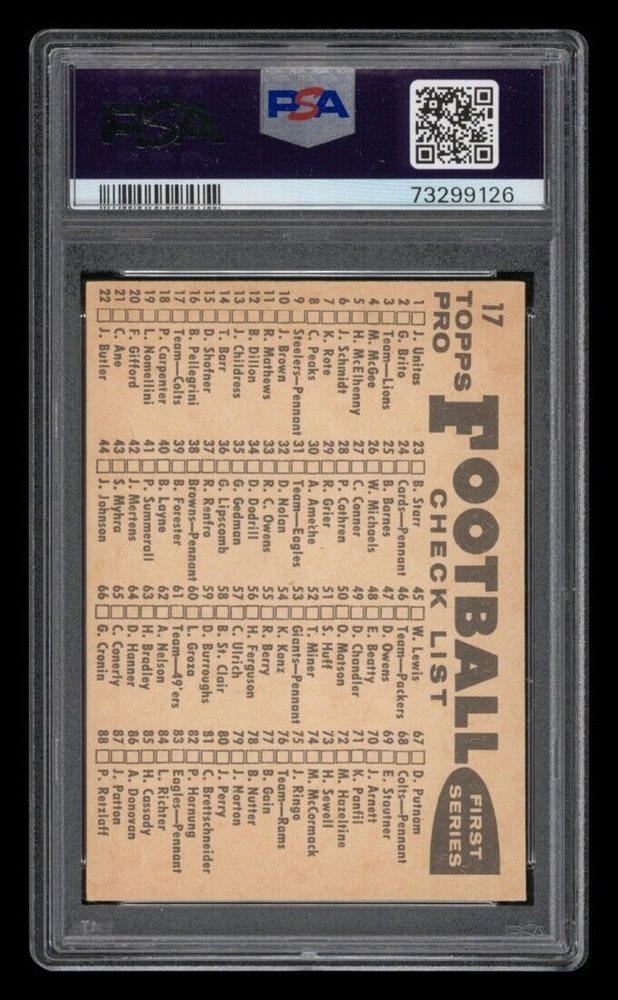 PSA
PSA
73299126
17
TOPPS PRO FOOTBALL
CHECK LIST
FIRST SERIES
1 J. Unitas
2 G. Brito
3 Team—Lions
4 M. McGee
5 H. McElhenny
6 J. Schmidt
7 K. Rote
8 C. Peaks
9 Steelers—Pennant
10 J. Brown
11 R. Mathews
12 B. Dillon
13 J. Childress
14 T. Barr
15 D. Shofner
16 B. Pellegrini
17 Team—Colts
18 P. Carpenter
19 L. Nomellini
20 F. Gifford
21 C. Ane
22 J. Butler
23 B. Starr
24 Cards—Pennant
25 B. Barnes
26 W. Michaels
27 C. Conner
28 P. Cothren
29 R. Grier
30 A. Ameche
31 Team—Eagles
32 D. Nolan
33 R. C. Owens
34 D. Dodrill
35 G. Gedman
36 G. Lipscomb
37 R. Renfro
38 Browns—Pennant
39 B. Forester
40 B. Layne
41 P. Summerall
42 J. Mertens
43 S. Myhra
44 J. Johnson
45 W. Lewis
46 Team—Packers
47 D. Owens
48 E. Beatty
49 D. Chandler
50 O. Matson
51 S. Huff
52 T. Miner
53 Giants—Pennant
54 K. Konz
55 R. Berry
56 H. Ferguson
57 C. Ulrich
58 B. St. Clair
59 D. Burroughs
60 L. Groza
61 Team—49'ers
62 A. Nelson
63 H. Bradley
64 D. Hanner
65 C. Conerly
66 G. Cronin
67 D. Putnam
68 Colts—Pennant
69 E. Stautner
70 J. Arnett
71 K. Panfil
72 M. Hazeltine
73 H. Sewell
74 M. McCormack
75 J. Ringo
76 Team—Rams
77 B. Gain
78 B. Nutter
79 J. Norton
80 J. Perry
81 C. Brettschneider
82 P. Hornung
83 Eagles—Pennant
84 L. Richter
85 H. Cassady
86 A. Donovan
87 J. Patton
88 P. Retzlaff
PSA